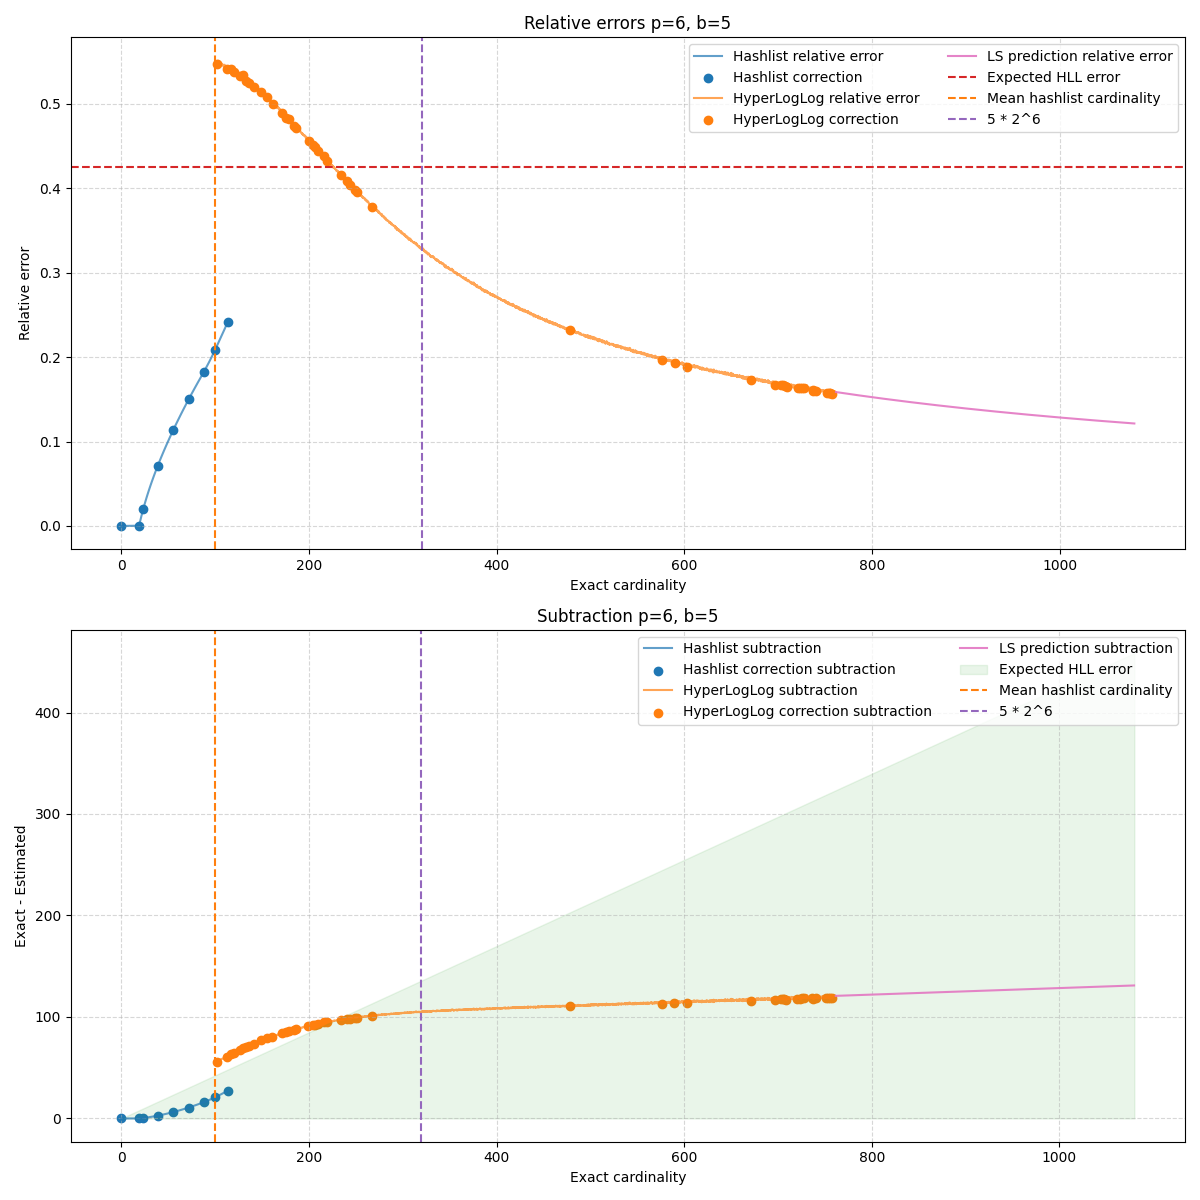 Relative errors p=6, b=5
Hashlist relative error
Hashlist correction
HyperLogLog relative error
HyperLogLog correction
LS prediction relative error
Expected HLL error
Mean hashlist cardinality
5 * 2^6
Relative error
0.5
0.4
0.3
0.2
0.1
0.0
0 200 400 600 800 1000
Exact cardinality
Subtraction p=6, b=5
Hashlist subtraction
Hashlist correction subtraction
HyperLogLog subtraction
HyperLogLog correction subtraction
LS prediction subtraction
Expected HLL error
Mean hashlist cardinality
5 * 2^6
Exact - Estimated
400
300
200
100
0
0 200 400 600 800 1000
Exact cardinality